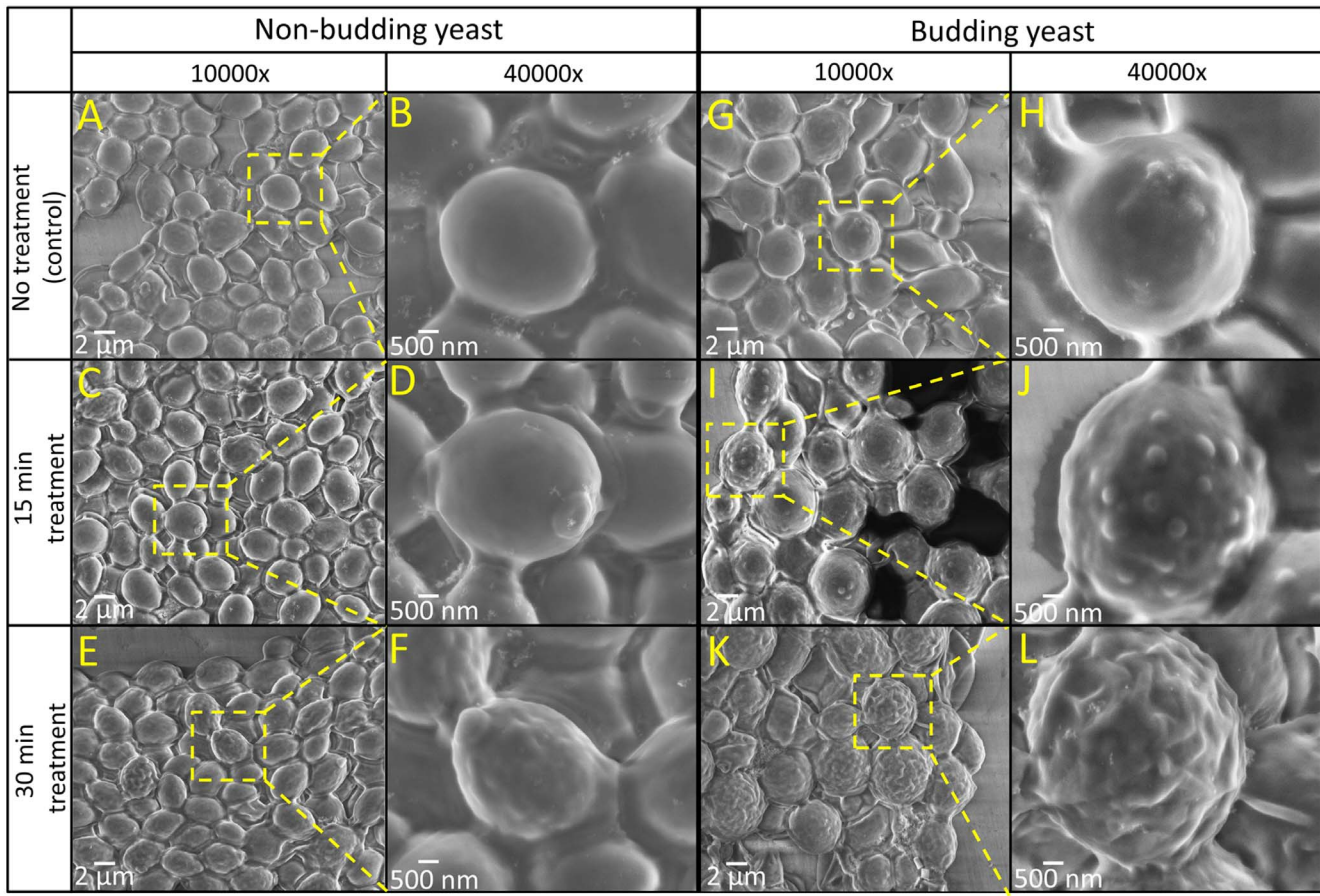 Non-budding yeast
Budding yeast
10000x
40000x
10000x
40000x
No treatment
(control)
A
2 µm
B
500 nm
G
2 µm
H
500 nm
15 min
treatment
C
2 µm
D
500 nm
I
2 µm
J
500 nm
30 min
treatment
E
2 µm
F
500 nm
K
2 µm
L
500 nm